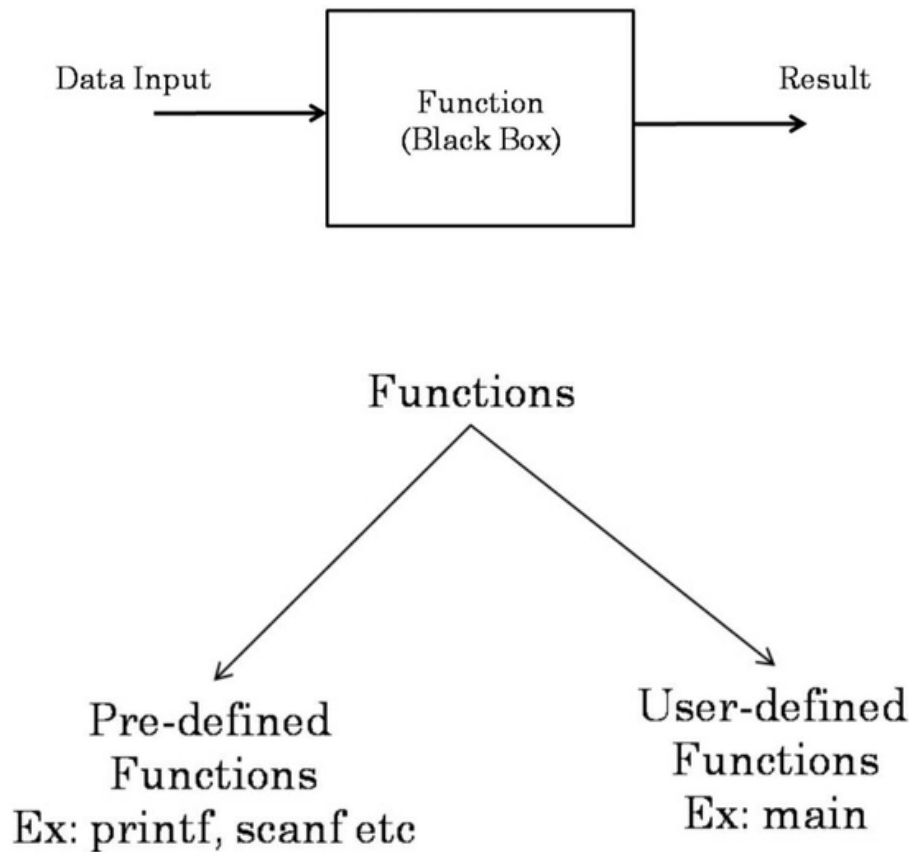 Data Input
Function
(Black Box)
Result
Functions
Pre-defined
Functions
Ex: printf, scanf etc
User-defined
Functions
Ex: main